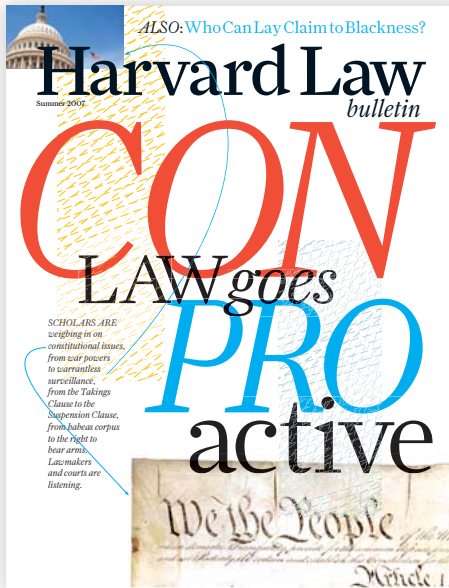 ALSO: Who Can Lay Claim to Blackness?
Harvard Law
Summer 2007
bulletin
CON
LAW goes
PRO
active
SCHOLARS ARE
weighing in on
constitutional issues,
from war powers
to warrantless
surveillance,
from the Takings
Clause to the
Suspension Clause,
from habeas corpus
to the right to
bear arms.
Lawmakers
and courts are
listening.
We the People
Article. 1